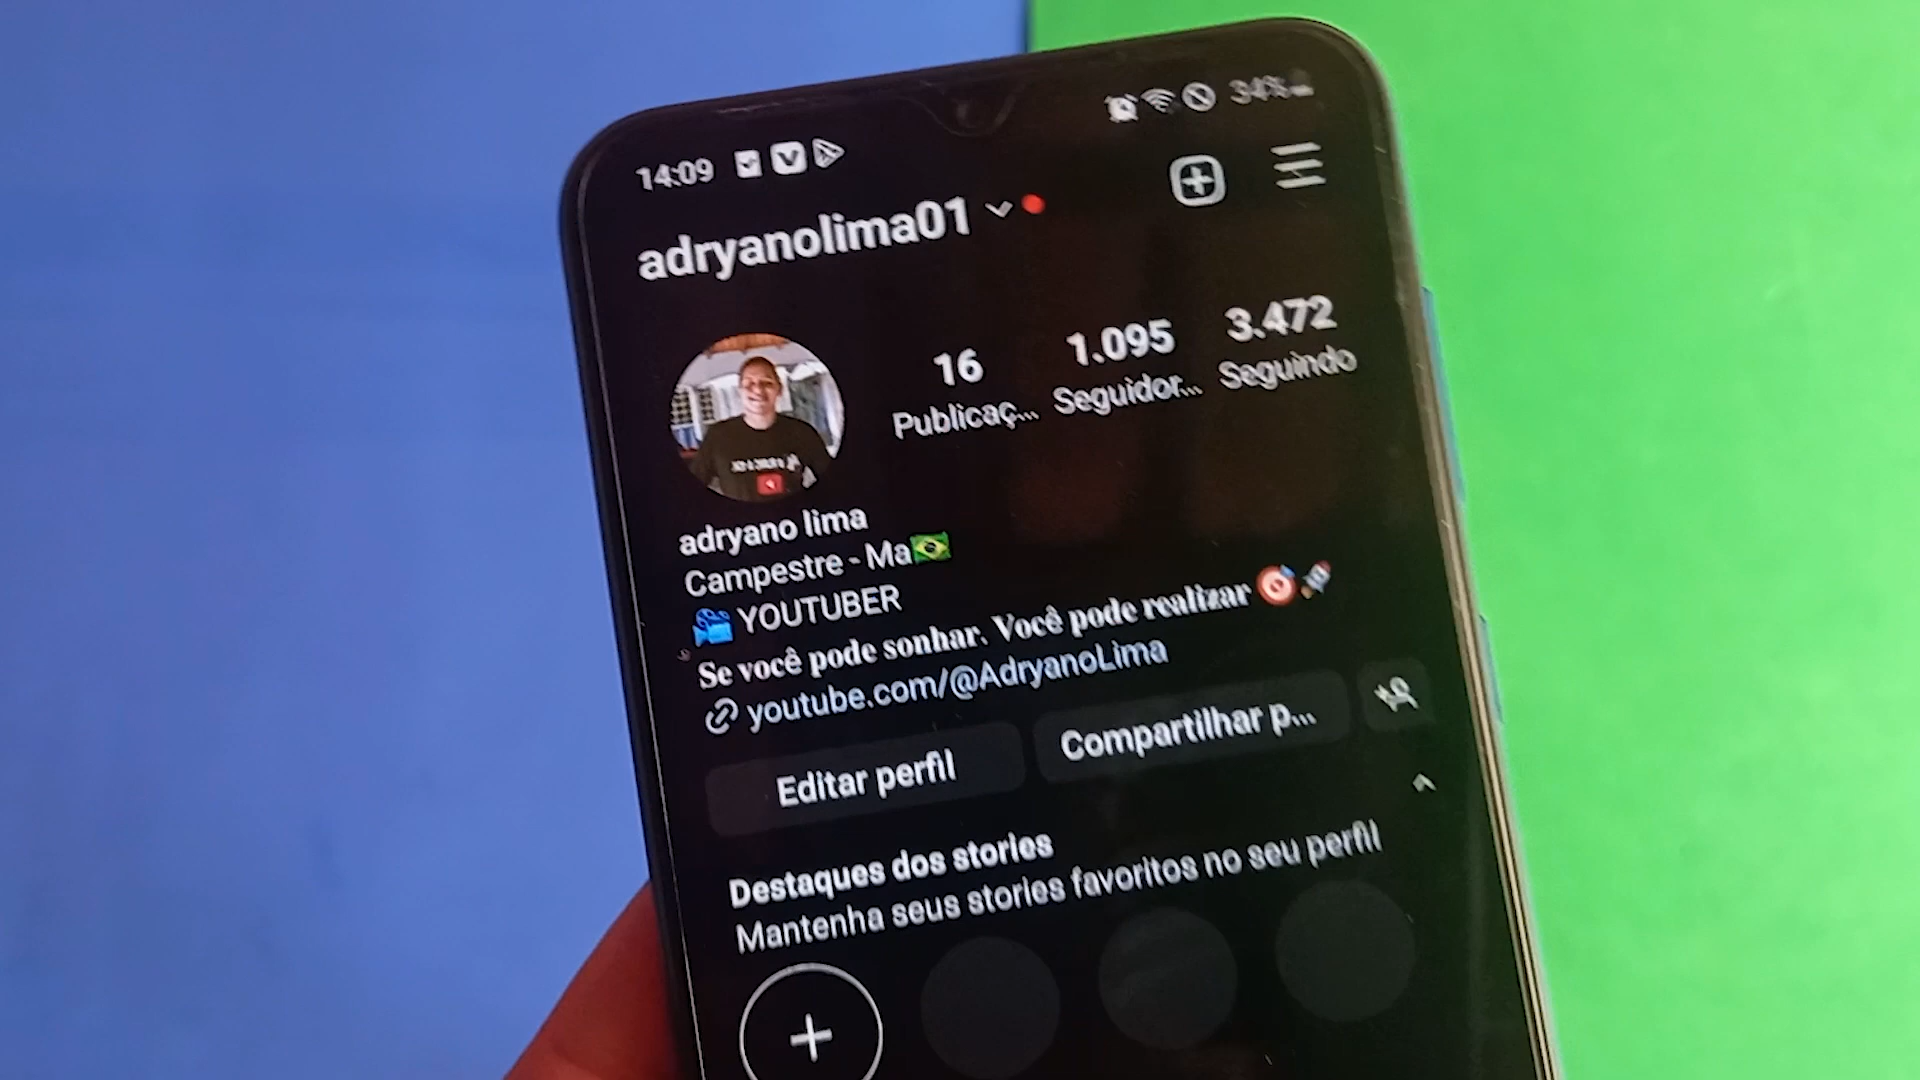 14:09
34%
adryanolima01
16 1.095 3.472
Publicaç... Seguidor... Seguindo
adryano lima
Campestre - Ma🇧🇷
🎥 YOUTUBER
Se você pode sonhar. Você pode realizar 🎯🚀
youtube.com/@AdryanoLima
Editar perfil Compartilhar p...
Destaques dos stories
Mantenha seus stories favoritos no seu perfil